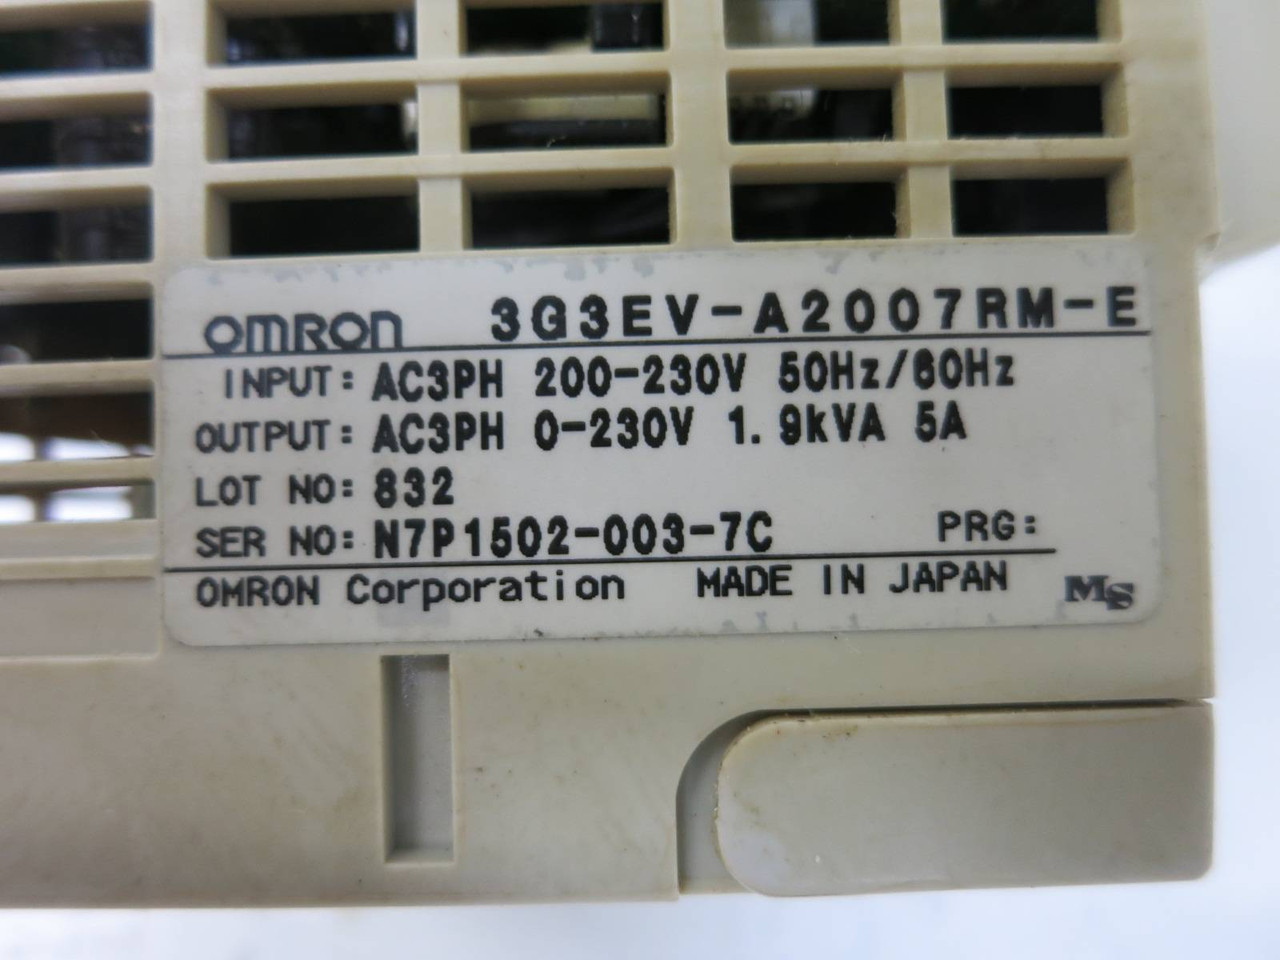 OMRON 3G3EV-A2007RM-E
INPUT: AC3PH 200-230V 50Hz/60Hz
OUTPUT: AC3PH 0-230V 1.9kVA 5A
LOT NO: 832
SER NO: N7P1502-003-7C PRG:
OMRON Corporation MADE IN JAPAN MS